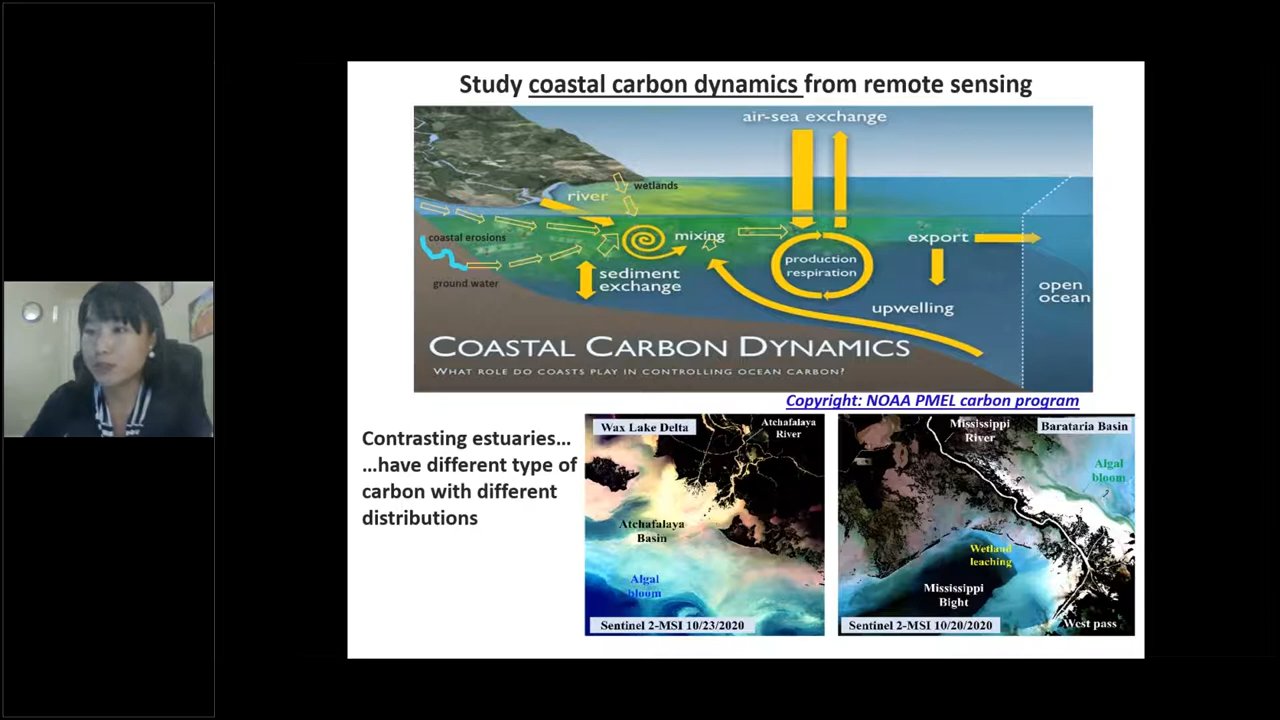 Study coastal carbon dynamics from remote sensing
air-sea exchange
wetlands
river
coastal erosions
mixing
export
production
respiration
sediment
exchange
ground water
open
ocean
upwelling
COASTAL CARBON DYNAMICS
WHAT ROLE DO COASTS PLAY IN CONTROLLING OCEAN CARBON?
Copyright: NOAA PMEL carbon program
Contrasting estuaries...
...have different type of
carbon with different
distributions
Wax Lake Delta
Atchafalaya
River
Atchafalaya
Basin
Algal
bloom
Sentinel 2-MSI 10/23/2020
Mississippi
River
Barataria Basin
Algal
bloom
Wetland
leaching
Mississippi
Bight
West pass
Sentinel 2-MSI 10/20/2020